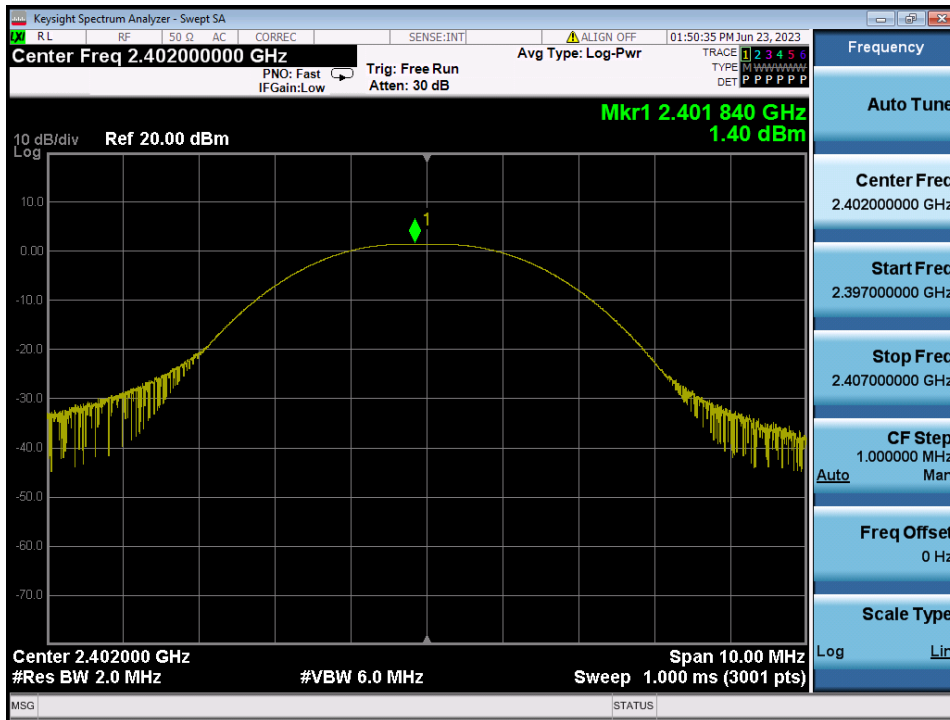 Keysight Spectrum Analyzer - Swept SA
LXI RL RF 50 Ω AC CORREC SENSE:INT ALIGN OFF 01:50:35 PM Jun 23, 2023
Center Freq 2.402000000 GHz
PNO: Fast
IFGain:Low
Trig: Free Run
Atten: 30 dB
Avg Type: Log-Pwr
TRACE 1 2 3 4 5 6
TYPE M W W W W W
DET P P P P P P
Mkr1 2.401 840 GHz
1.40 dBm
10 dB/div Ref 20.00 dBm
Log
10.0
0.00
-10.0
-20.0
-30.0
-40.0
-50.0
-60.0
-70.0
1
Center 2.402000 GHz Span 10.00 MHz
#Res BW 2.0 MHz #VBW 6.0 MHz Sweep 1.000 ms (3001 pts)
MSG STATUS
Frequency
Auto Tune
Center Freq
2.402000000 GHz
Start Freq
2.397000000 GHz
Stop Freq
2.407000000 GHz
CF Step
1.000000 MHz
Auto Man
Freq Offset
0 Hz
Scale Type
Log Lin